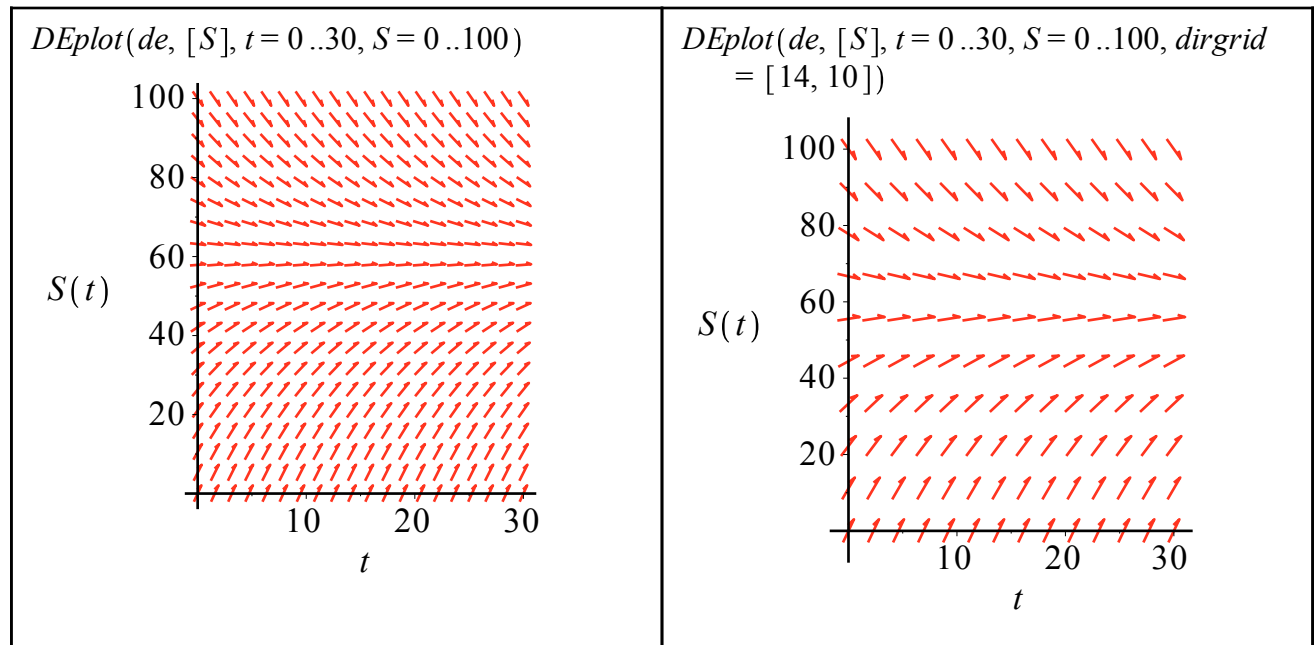 DEplot(de, [S], t = 0 ..30, S = 0 ..100)
100
80
60
S(t)
40
20
10 20 30
t
DEplot(de, [S], t = 0 ..30, S = 0 ..100, dirgrid
= [14, 10])
100
80
60
S(t)
40
20
10 20 30
t